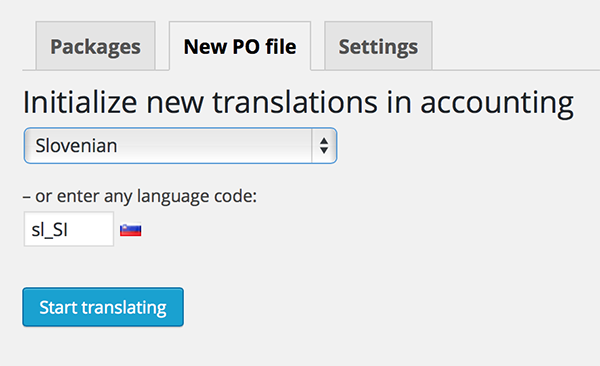 Packages New PO file Settings
Initialize new translations in accounting
Slovenian
– or enter any language code:
sl_SI
Start translating